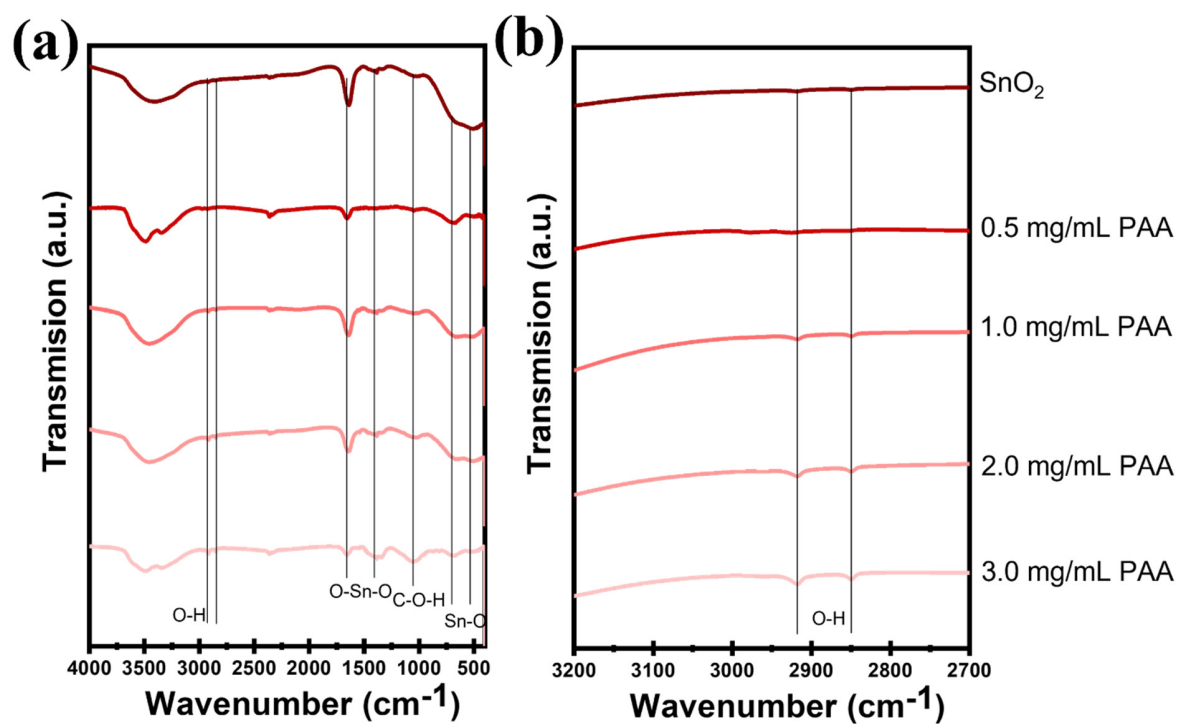 (a)
Transmision (a.u.)
O-H
O-Sn-O
C-O-H
Sn-O
4000 3500 3000 2500 2000 1500 1000 500
Wavenumber (cm-1)
(b)
Transmision (a.u.)
SnO2
0.5 mg/mL PAA
1.0 mg/mL PAA
2.0 mg/mL PAA
3.0 mg/mL PAA
O-H
3200 3100 3000 2900 2800 2700
Wavenumber (cm-1)